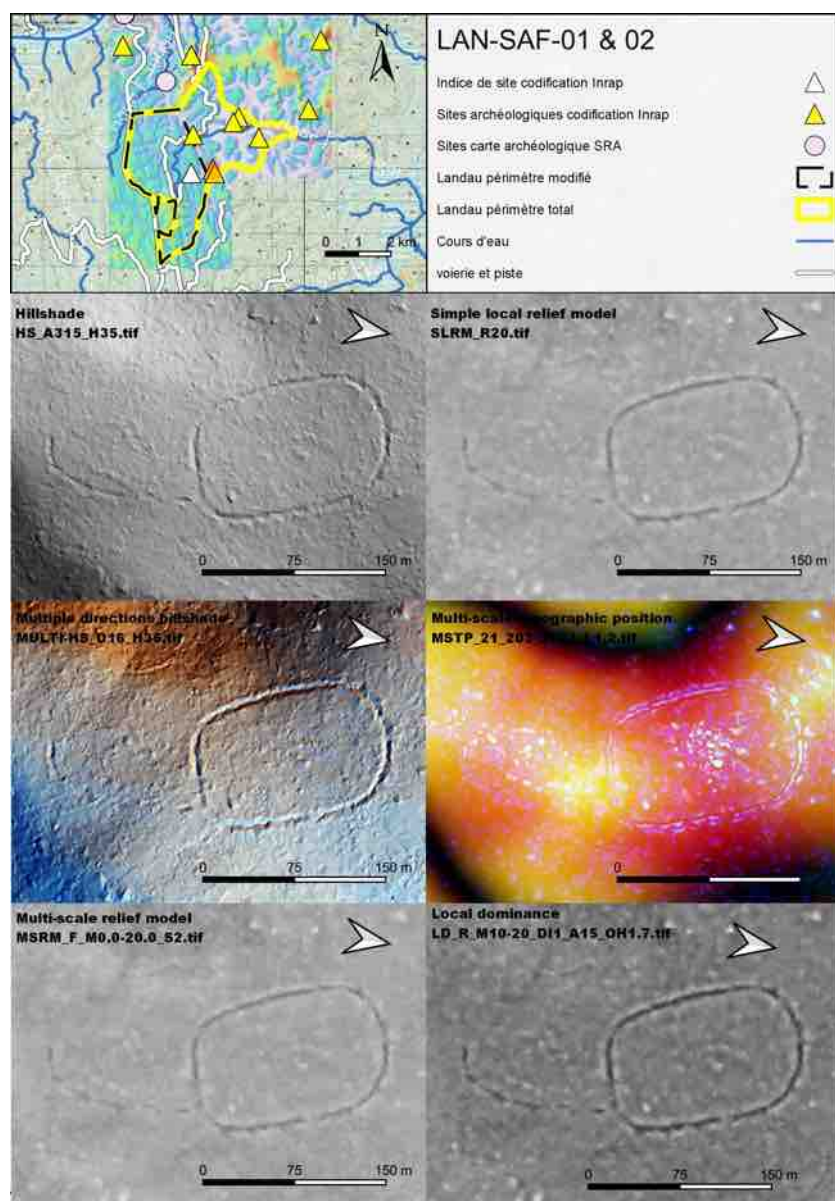 N
0 1 2 km
LAN-SAF-01 & 02
Indice de site codification Inrap
Sites archéologiques codification Inrap
Sites carte archéologique SRA
Landau périmètre modifié
Landau périmètre total
Cours d'eau
voierie et piste
Hillshade
HS_A315_H35.tif
0 75 150 m
Simple local relief model
SLRM_R20.tif
0 75 150 m
Multiple directions hillshade
MULTI-HS_D16_H35.tif
0 75 150 m
Multi-scale topographic position
Multi-scale relief model
MSRM_F_M0.0-20.0_S2.tif
0 75 150 m
Local dominance
LD_R_M10-20_DI1_A15_OH1.7.tif
0 75 150 m